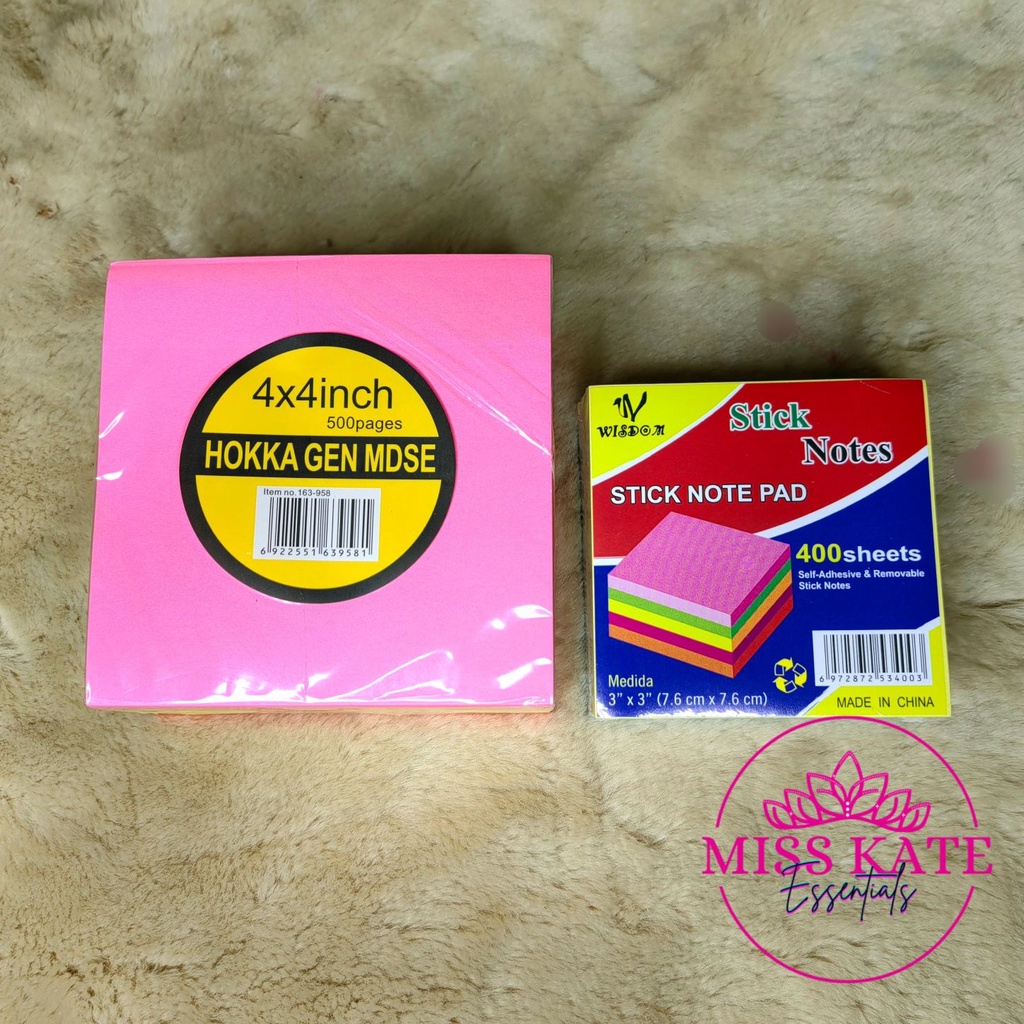 4x4inch
500pages
HOKKA GEN MDSE
Item no.163-958
6 922551 639581
WISDOM
Stick
Notes
STICK NOTE PAD
400sheets
Self-Adhesive & Removable
Stick Notes
Medida
3" x 3" (7.6 cm x 7.6 cm)
6 972872 534003
MADE IN CHINA
MISS KATE
Essentials